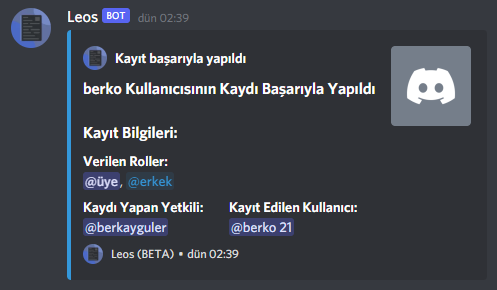 Leos BOT dün 02:39
Kayıt başarıyla yapıldı
berko Kullanıcısının Kaydı Başarıyla Yapıldı
Kayıt Bilgileri:
Verilen Roller:
@üye, @erkek
Kaydı Yapan Yetkili: Kayıt Edilen Kullanıcı:
@berkayguler @berko 21
Leos (BETA) • dün 02:39